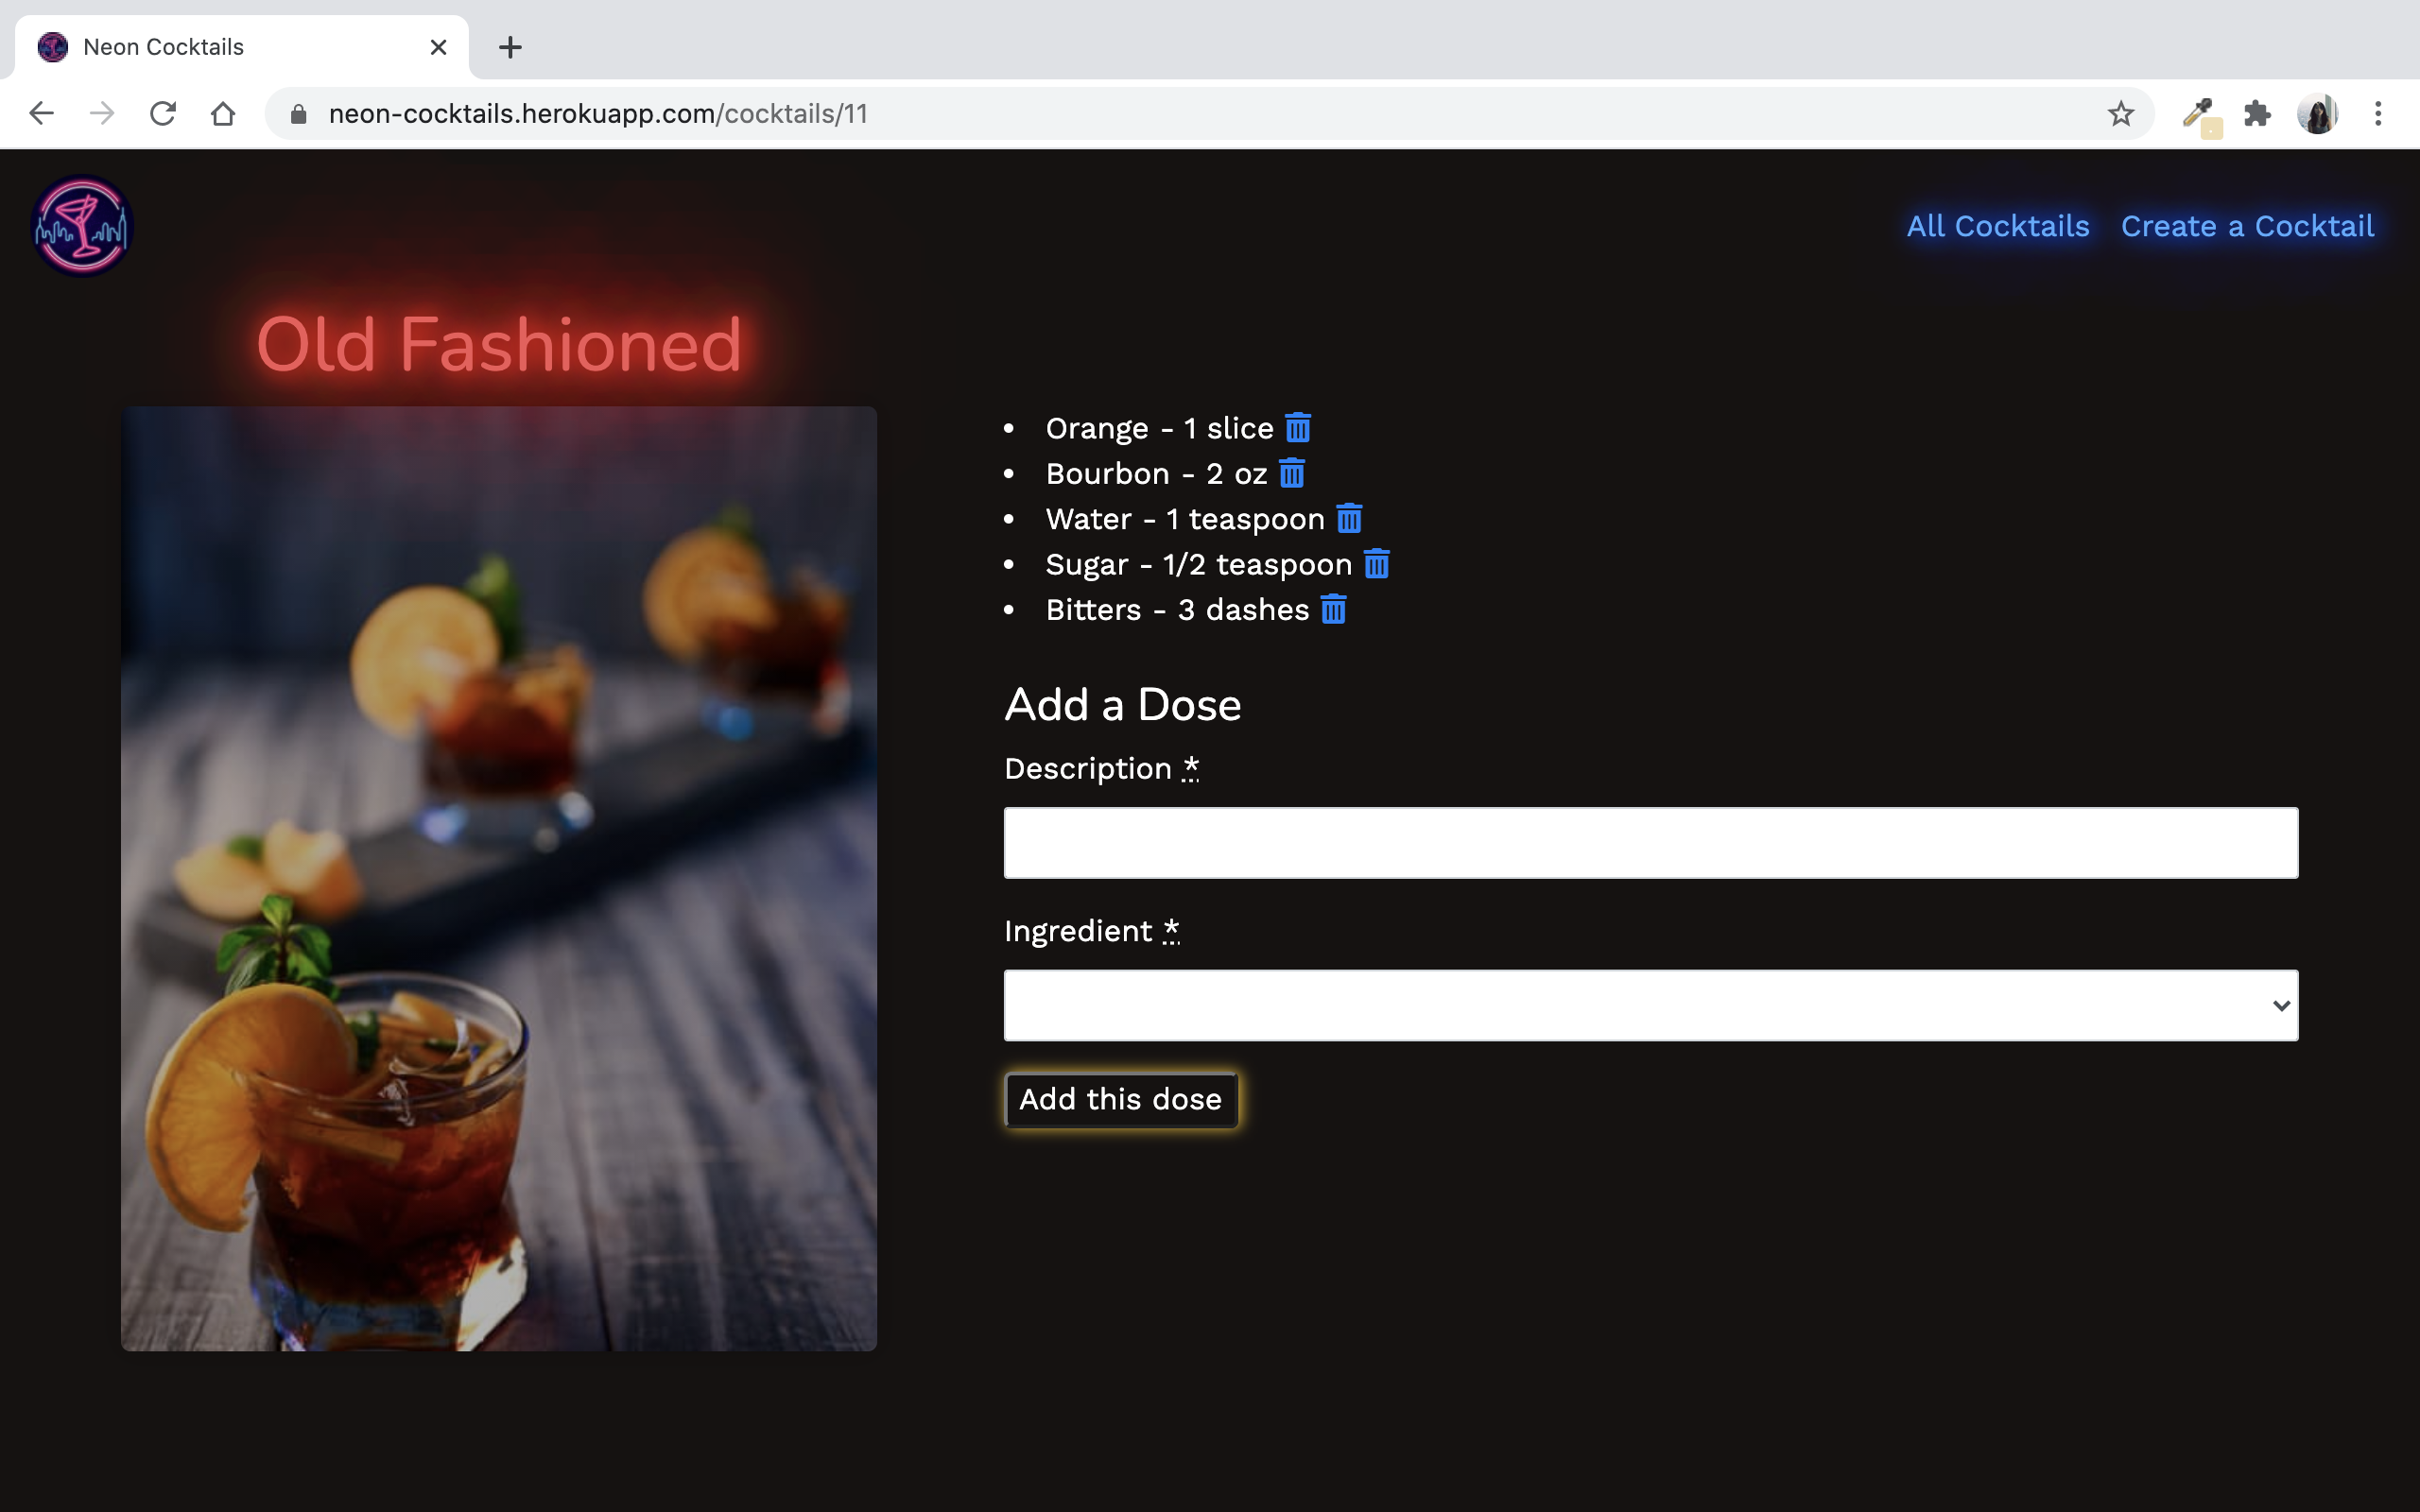 Neon Cocktails
neon-cocktails.herokuapp.com/cocktails/11
All Cocktails Create a Cocktail
Old Fashioned
• Orange - 1 slice
• Bourbon - 2 oz
• Water - 1 teaspoon
• Sugar - 1/2 teaspoon
• Bitters - 3 dashes
Add a Dose
Description *
Ingredient *
Add this dose